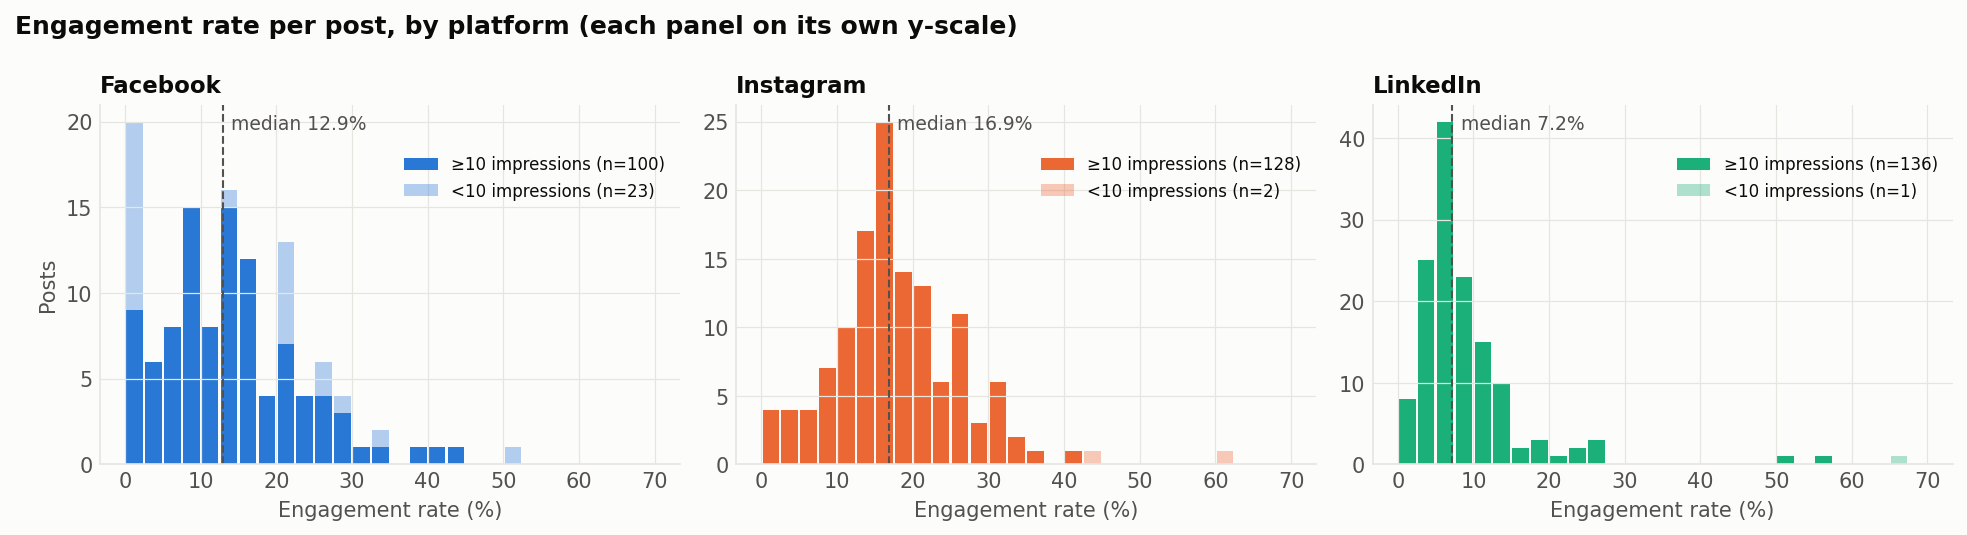 Engagement rate per post, by platform (each panel on its own y-scale)
Facebook
20
15
10
5
0
Posts
median 12.9%
≥10 impressions (n=100)
<10 impressions (n=23)
0 10 20 30 40 50 60 70
Engagement rate (%)
Instagram
25
20
15
10
5
0
median 16.9%
≥10 impressions (n=128)
<10 impressions (n=2)
0 10 20 30 40 50 60 70
Engagement rate (%)
LinkedIn
40
30
20
10
0
median 7.2%
≥10 impressions (n=136)
<10 impressions (n=1)
0 10 20 30 40 50 60 70
Engagement rate (%)